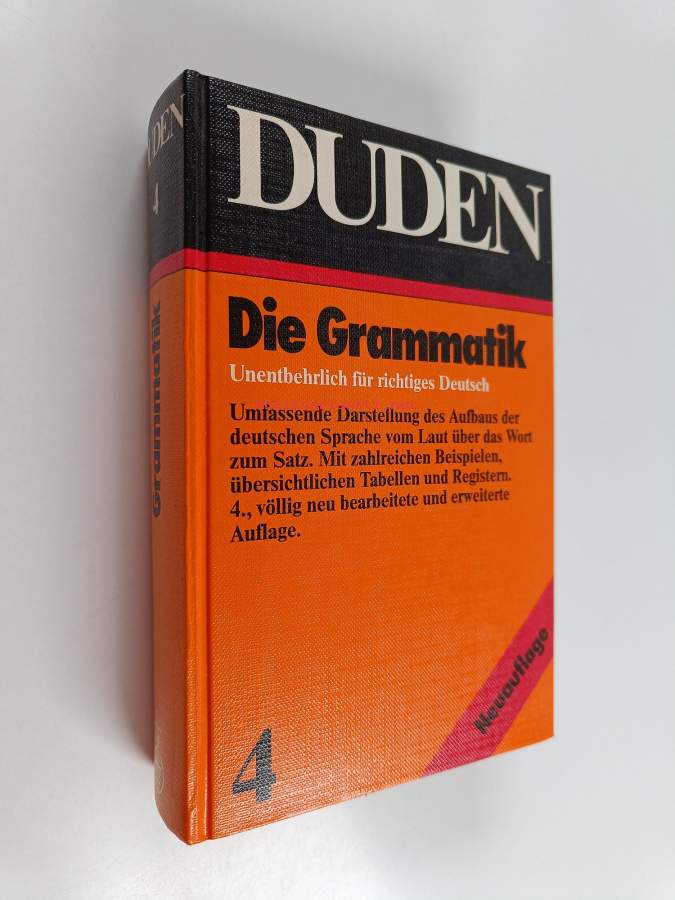 DUDEN
Die Grammatik
Unentbehrlich für richtiges Deutsch
Umfassende Darstellung des Aufbaus der
deutschen Sprache vom Laut über das Wort
zum Satz. Mit zahlreichen Beispielen,
übersichtlichen Tabellen und Registern.
4., völlig neu bearbeitete und erweiterte
Auflage.
Neuauflage
4
DUDEN
4
Grammatik